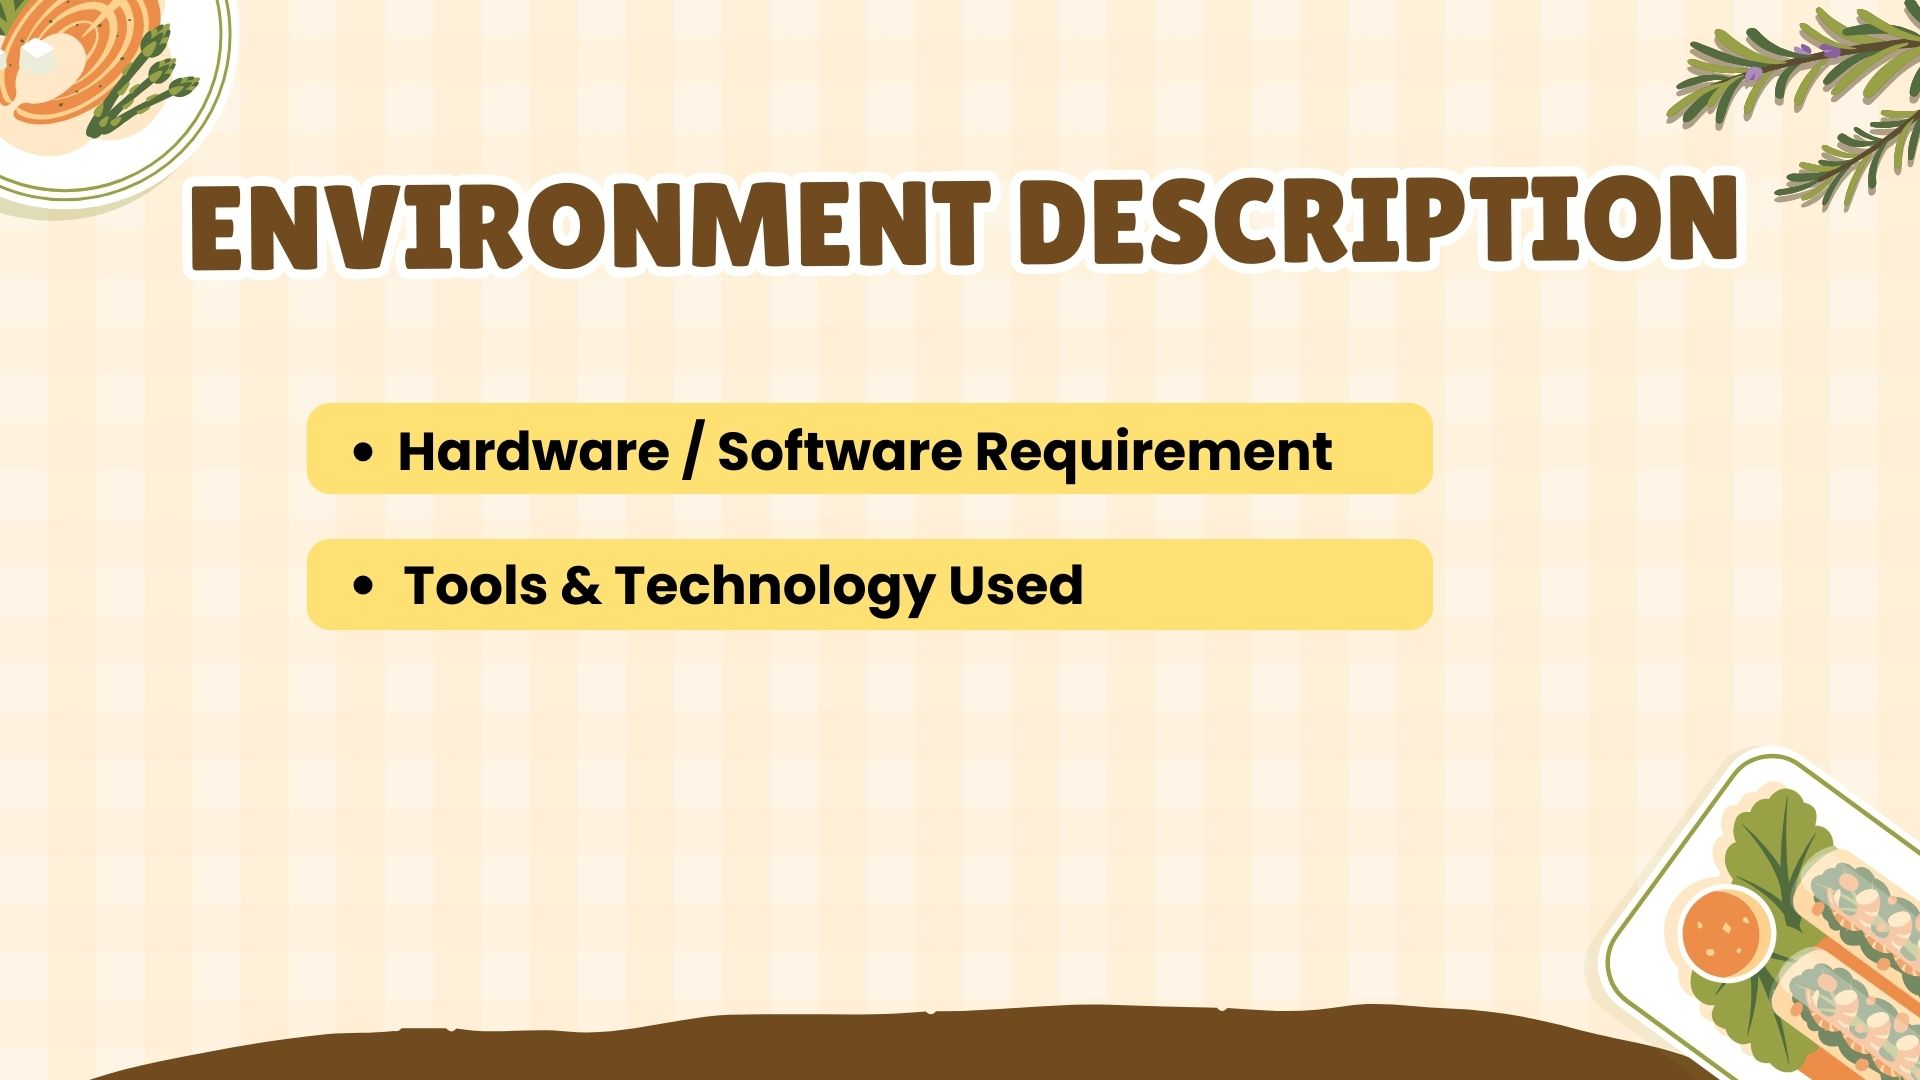 ENVIRONMENT DESCRIPTION
• Hardware / Software Requirement
• Tools & Technology Used